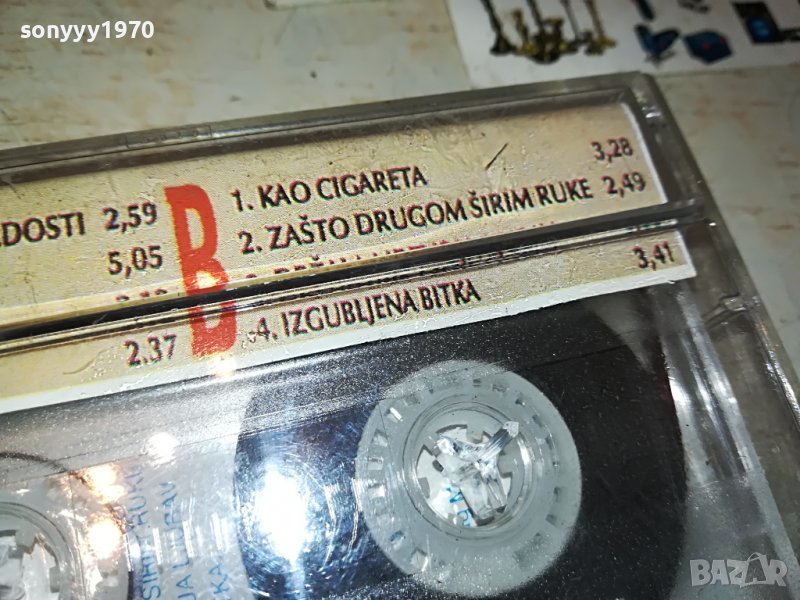 sonyyy1970
DOSTI 2,59
5,05
2.37
B
1. KAO CIGARETA 3,28
2. ZAŠTO DRUGOM ŠIRIM RUKE 2,49
4. IZGUBLJENA BITKA 3,41
BAZAR